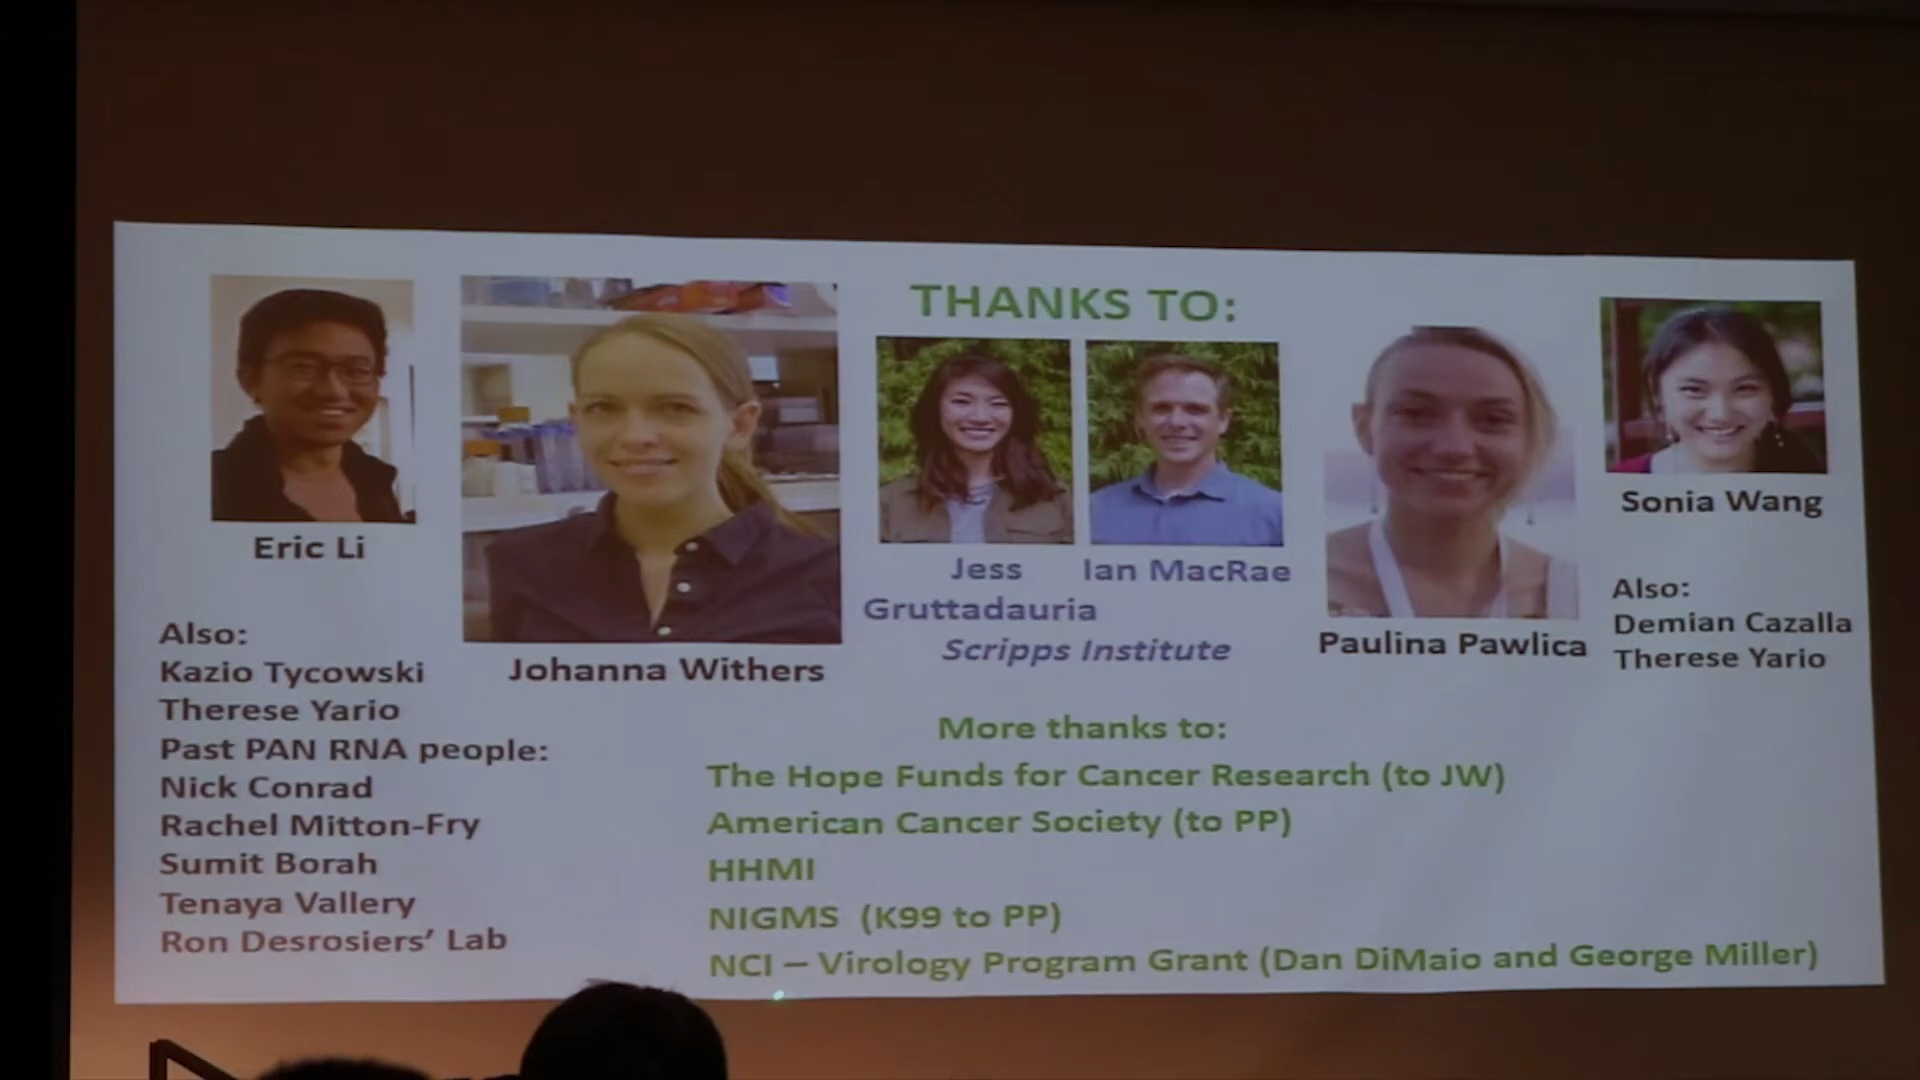 THANKS TO:
Eric Li
Also:
Kazio Tycowski
Therese Yario
Past PAN RNA people:
Nick Conrad
Rachel Mitton-Fry
Sumit Borah
Tenaya Vallery
Ron Desrosiers’ Lab
Johanna Withers
Jess
Gruttadauria
Ian MacRae
Scripps Institute
Paulina Pawlica
Sonia Wang
Also:
Demian Cazalla
Therese Yario
More thanks to:
The Hope Funds for Cancer Research (to JW)
American Cancer Society (to PP)
HHMI
NIGMS (K99 to PP)
NCI – Virology Program Grant (Dan DiMaio and George Miller)